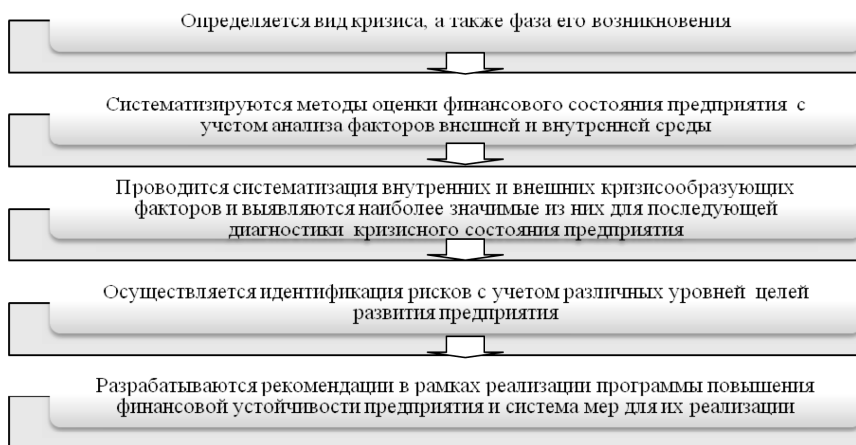 Определяется вид кризиса, а также фаза его возникновения
Систематизируются методы оценки финансового состояния предприятия с
учетом анализа факторов внешней и внутренней среды
Проводится систематизация внутренних и внешних кризисообразующих
факторов и выявляются наиболее значимые из них для последующей
диагностики кризисного состояния предприятия
Осуществляется идентификация рисков с учетом различных уровней целей
развития предприятия
Разрабатываются рекомендации в рамках реализации программы повышения
финансовой устойчивости предприятия и система мер для их реализации